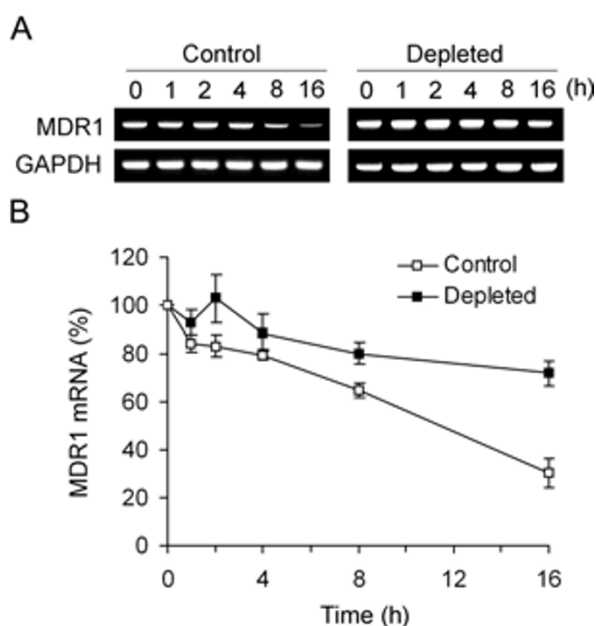 A
Control Depleted
0 1 2 4 8 16 0 1 2 4 8 16 (h)
MDR1
GAPDH
B
120
100
80
60
40
20
0
MDR1 mRNA (%)
Control
Depleted
0 4 8 12 16
Time (h)